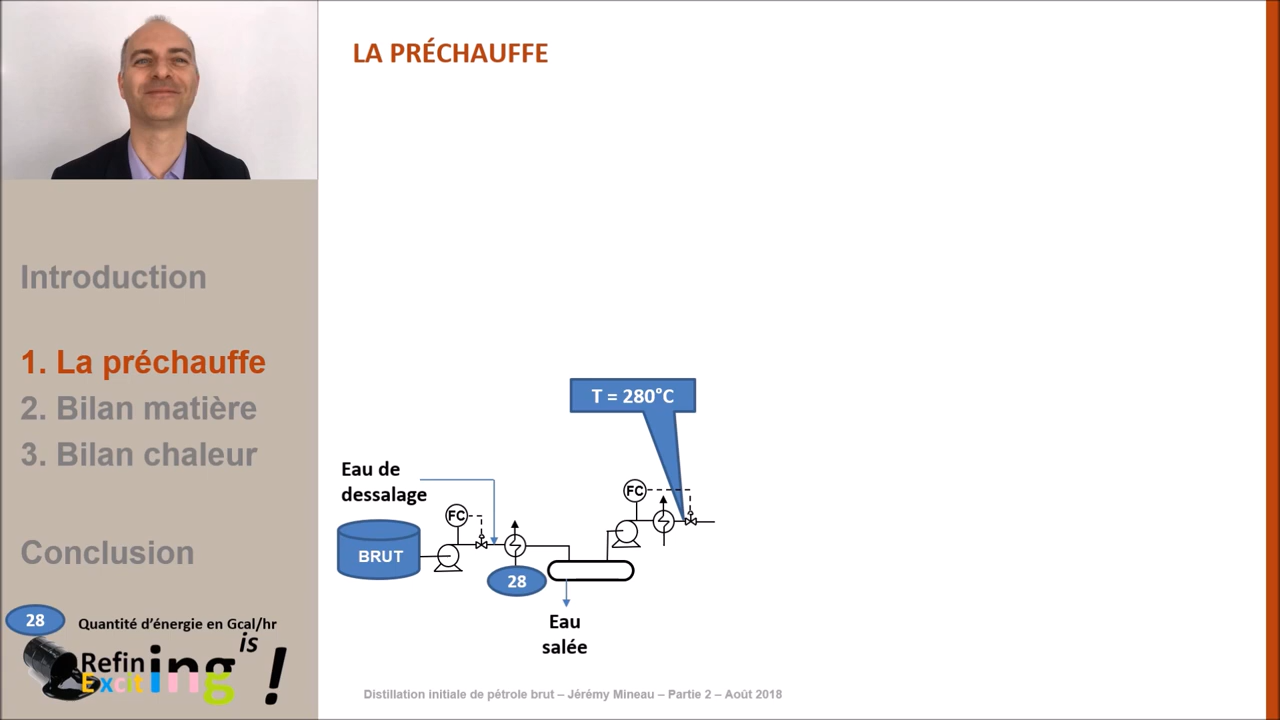 LA PRÉCHAUFFE
Introduction
1. La préchauffe
2. Bilan matière
3. Bilan chaleur
Conclusion
28
Quantité d'énergie en Gcal/hr
Refining
is
Exciting
!
T = 280°C
Eau de
dessalage
FC
FC
BRUT
28
Eau
salée
Distillation initiale de pétrole brut – Jérémy Mineau – Partie 2 – Août 2018